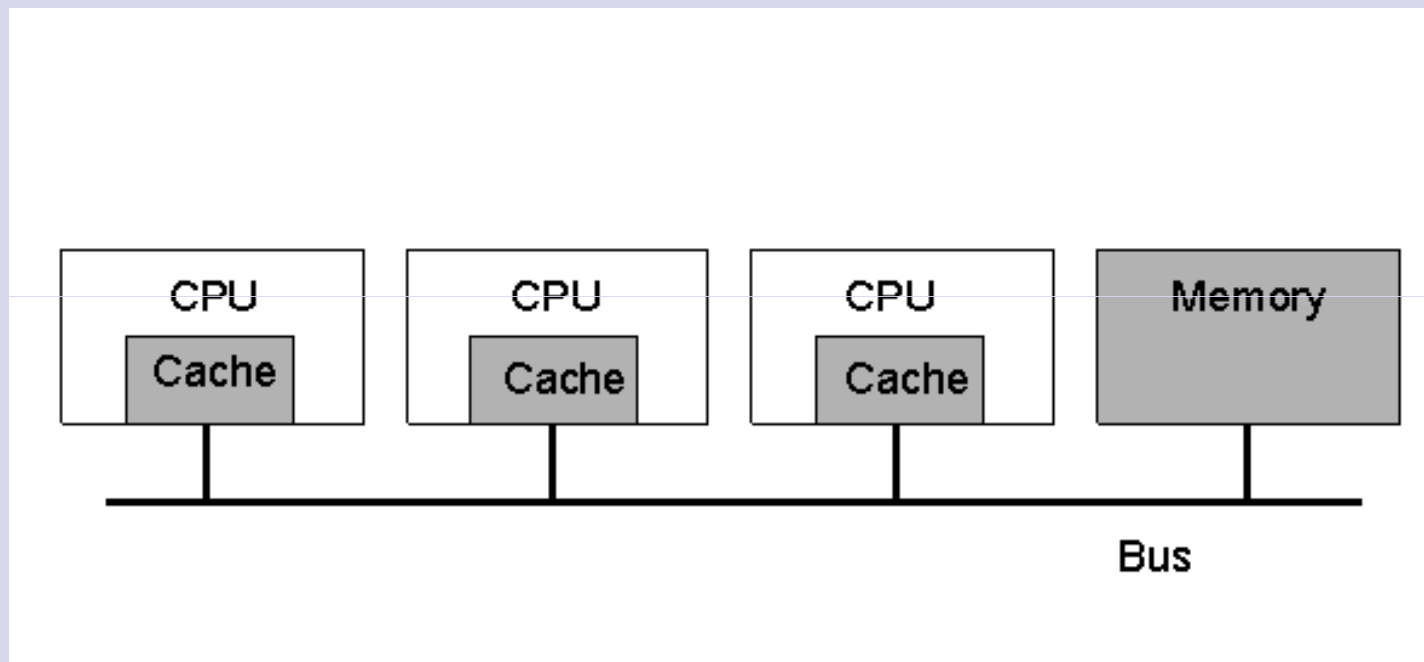 CPU
Cache
CPU
Cache
CPU
Cache
Memory
Bus